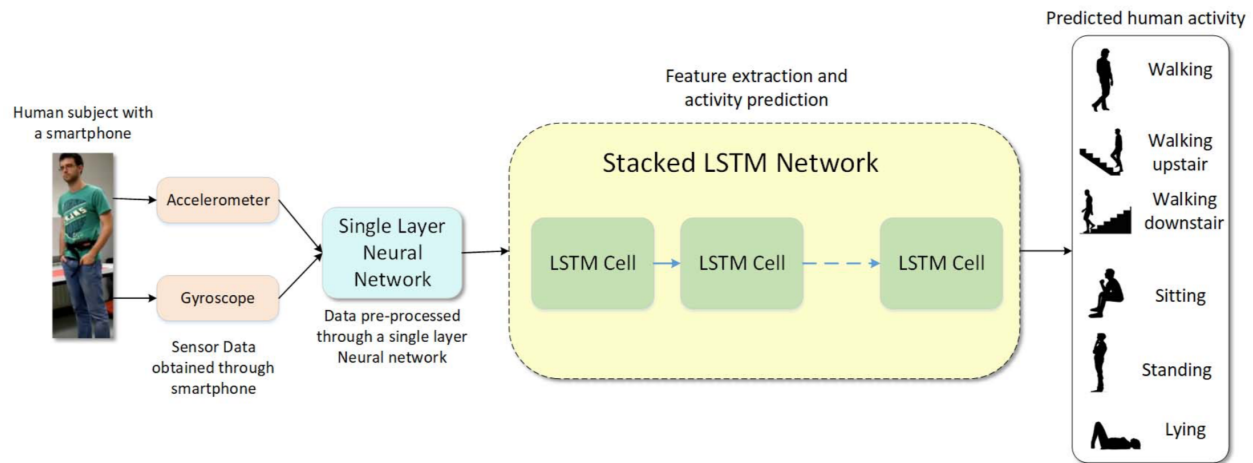 Predicted human activity
Feature extraction and
activity prediction
Human subject with
a smartphone
Accelerometer
Gyroscope
Sensor Data
obtained through
smartphone
Single Layer
Neural
Network
Data pre-processed
through a single layer
Neural network
Stacked LSTM Network
LSTM Cell
LSTM Cell
LSTM Cell
Walking
Walking
upstair
Walking
downstair
Sitting
Standing
Lying